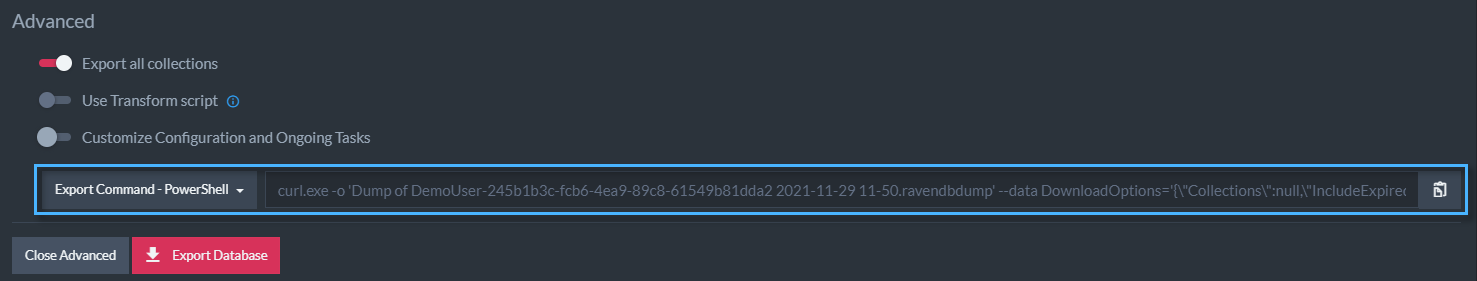 Advanced
Export all collections
Use Transform script
Customize Configuration and Ongoing Tasks
Export Command - PowerShell curl.exe -o 'Dump of DemoUser-245b1b3c-fcb6-4ea9-89c8-61549b81dda2 2021-11-29 11-50.ravendbdump' --data DownloadOptions='{\"Collections\":null,\"IncludeExpired
Close Advanced Export Database